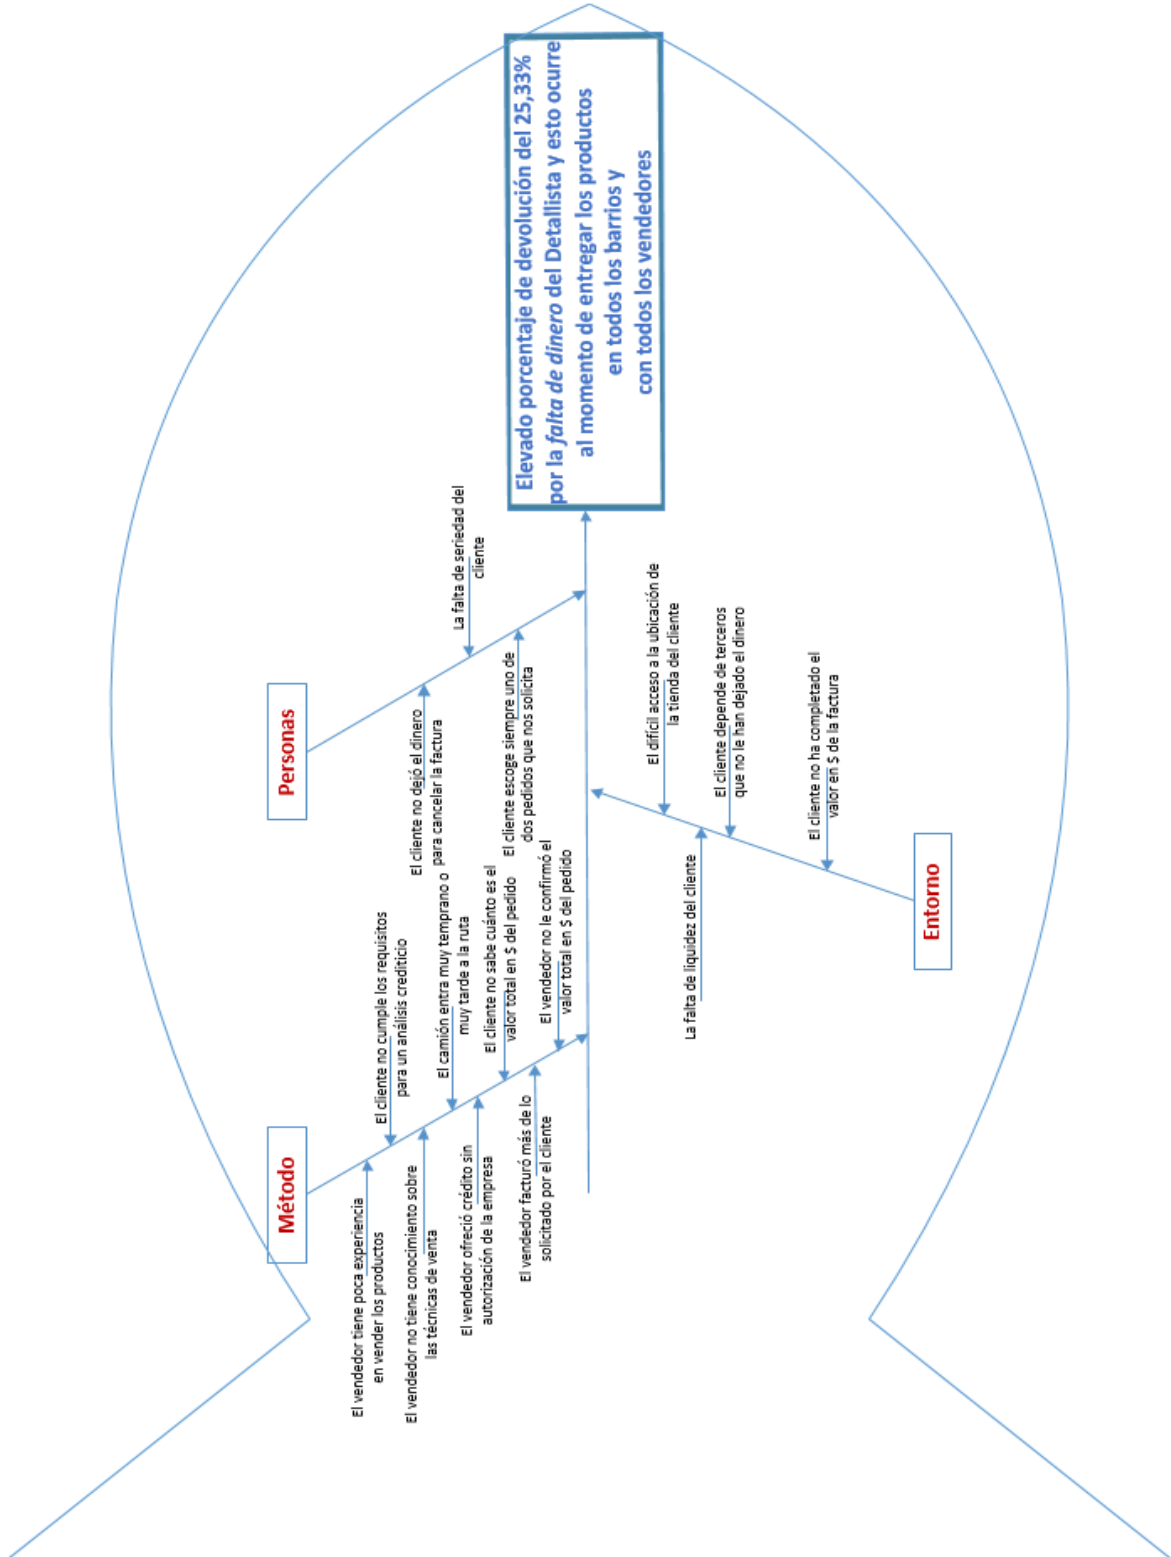 Método
El vendedor tiene poca experiencia
en vender los productos
El cliente no cumple los requisitos
para un análisis crediticio
El vendedor no tiene conocimiento sobre
las técnicas de venta
El camión entra muy temprano o
muy tarde a la ruta
El vendedor ofreció crédito sin
autorización de la empresa
El cliente no sabe cuánto es el
valor total en $ del pedido
El vendedor facturó más de lo
solicitado por el cliente
El vendedor no le confirmó el
valor total en $ del pedido
Personas
El cliente no dejó el dinero
para cancelar la factura
La falta de seriedad del
cliente
El cliente escoge siempre uno de
dos pedidos que nos solicita
Elevado porcentaje de devolución del 25,33%
por la falta de dinero del Detallista y esto ocurre
al momento de entregar los productos
en todos los barrios y
con todos los vendedores
El difícil acceso a la ubicación de
la tienda del cliente
La falta de liquidez del cliente
El cliente depende de terceros
que no le han dejado el dinero
El cliente no ha completado el
valor en $ de la factura
Entorno